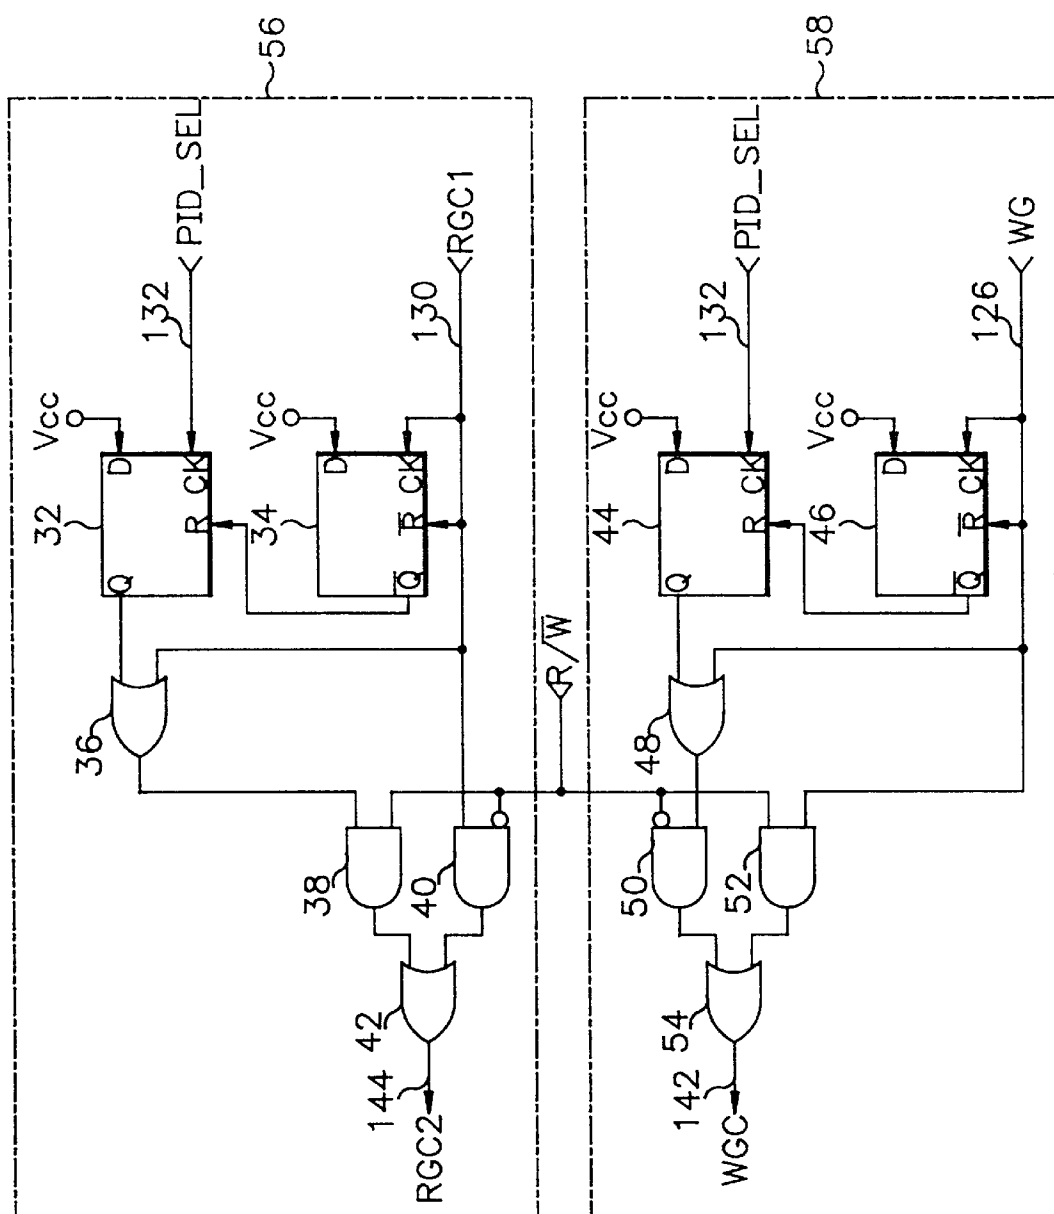 56
Vcc
132
PID_SEL
32
D
CK
R
Q
Vcc
130
RGC1
34
D
CK
R̅
Q̅
36
38
40
42
144
RGC2
R/W̅
58
Vcc
132
PID_SEL
44
D
CK
R
Q
Vcc
126
WG
46
D
CK
R̅
Q̅
48
50
52
54
142
WGC